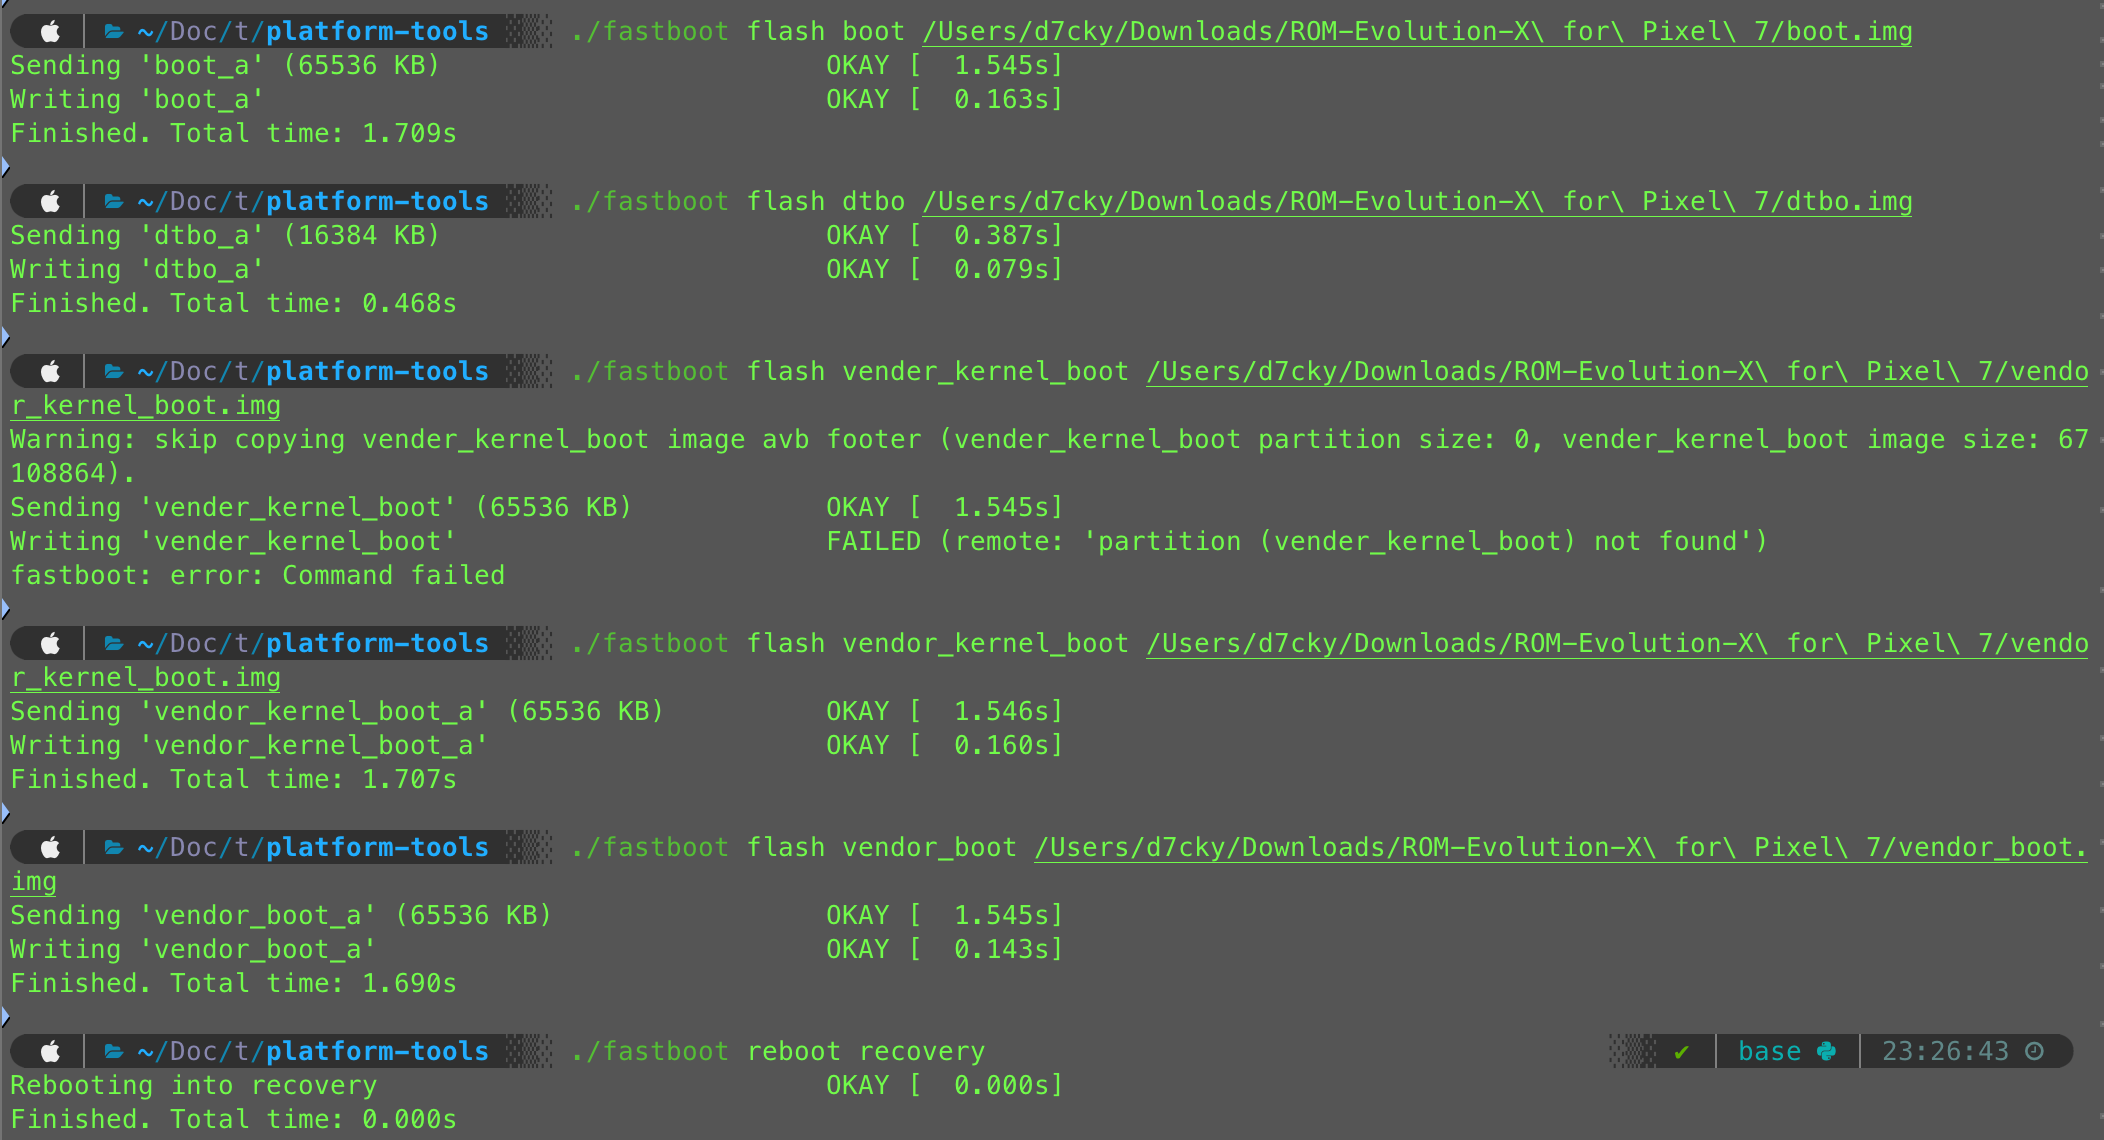 ~/Doc/t/platform-tools ./fastboot flash boot /Users/d7cky/Downloads/ROM-Evolution-X\ for\ Pixel\ 7/boot.img
Sending 'boot_a' (65536 KB) OKAY [ 1.545s]
Writing 'boot_a' OKAY [ 0.163s]
Finished. Total time: 1.709s
~/Doc/t/platform-tools ./fastboot flash dtbo /Users/d7cky/Downloads/ROM-Evolution-X\ for\ Pixel\ 7/dtbo.img
Sending 'dtbo_a' (16384 KB) OKAY [ 0.387s]
Writing 'dtbo_a' OKAY [ 0.079s]
Finished. Total time: 0.468s
~/Doc/t/platform-tools ./fastboot flash vender_kernel_boot /Users/d7cky/Downloads/ROM-Evolution-X\ for\ Pixel\ 7/vendo
r_kernel_boot.img
Warning: skip copying vender_kernel_boot image avb footer (vender_kernel_boot partition size: 0, vender_kernel_boot image size: 67
108864).
Sending 'vender_kernel_boot' (65536 KB) OKAY [ 1.545s]
Writing 'vender_kernel_boot' FAILED (remote: 'partition (vender_kernel_boot) not found')
fastboot: error: Command failed
~/Doc/t/platform-tools ./fastboot flash vendor_kernel_boot /Users/d7cky/Downloads/ROM-Evolution-X\ for\ Pixel\ 7/vendo
r_kernel_boot.img
Sending 'vendor_kernel_boot_a' (65536 KB) OKAY [ 1.546s]
Writing 'vendor_kernel_boot_a' OKAY [ 0.160s]
Finished. Total time: 1.707s
~/Doc/t/platform-tools ./fastboot flash vendor_boot /Users/d7cky/Downloads/ROM-Evolution-X\ for\ Pixel\ 7/vendor_boot.
img
Sending 'vendor_boot_a' (65536 KB) OKAY [ 1.545s]
Writing 'vendor_boot_a' OKAY [ 0.143s]
Finished. Total time: 1.690s
~/Doc/t/platform-tools ./fastboot reboot recovery ✔ base 23:26:43
Rebooting into recovery OKAY [ 0.000s]
Finished. Total time: 0.000s